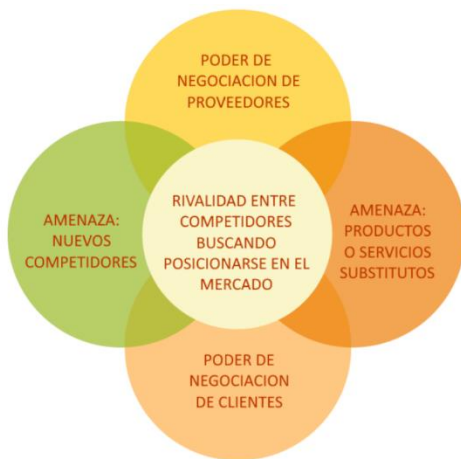 PODER DE
NEGOCIACION DE
PROVEEDORES
AMENAZA:
NUEVOS
COMPETIDORES
RIVALIDAD ENTRE
COMPETIDORES
BUSCANDO
POSICIONARSE EN EL
MERCADO
AMENAZA:
PRODUCTOS
O SERVICIOS
SUBSTITUTOS
PODER DE
NEGOCIACION
DE CLIENTES